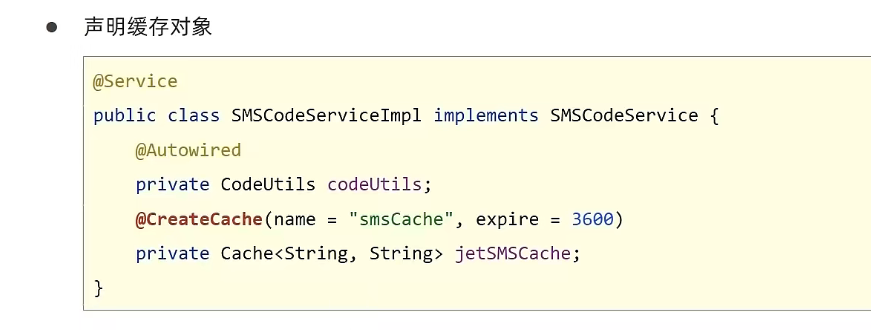 ● 声明缓存对象
@Service
public class SMSCodeServiceImpl implements SMSCodeService {
    @Autowired
    private CodeUtils codeUtils;
    @CreateCache(name = "smsCache", expire = 3600)
    private Cache<String, String> jetSMSCache;
}